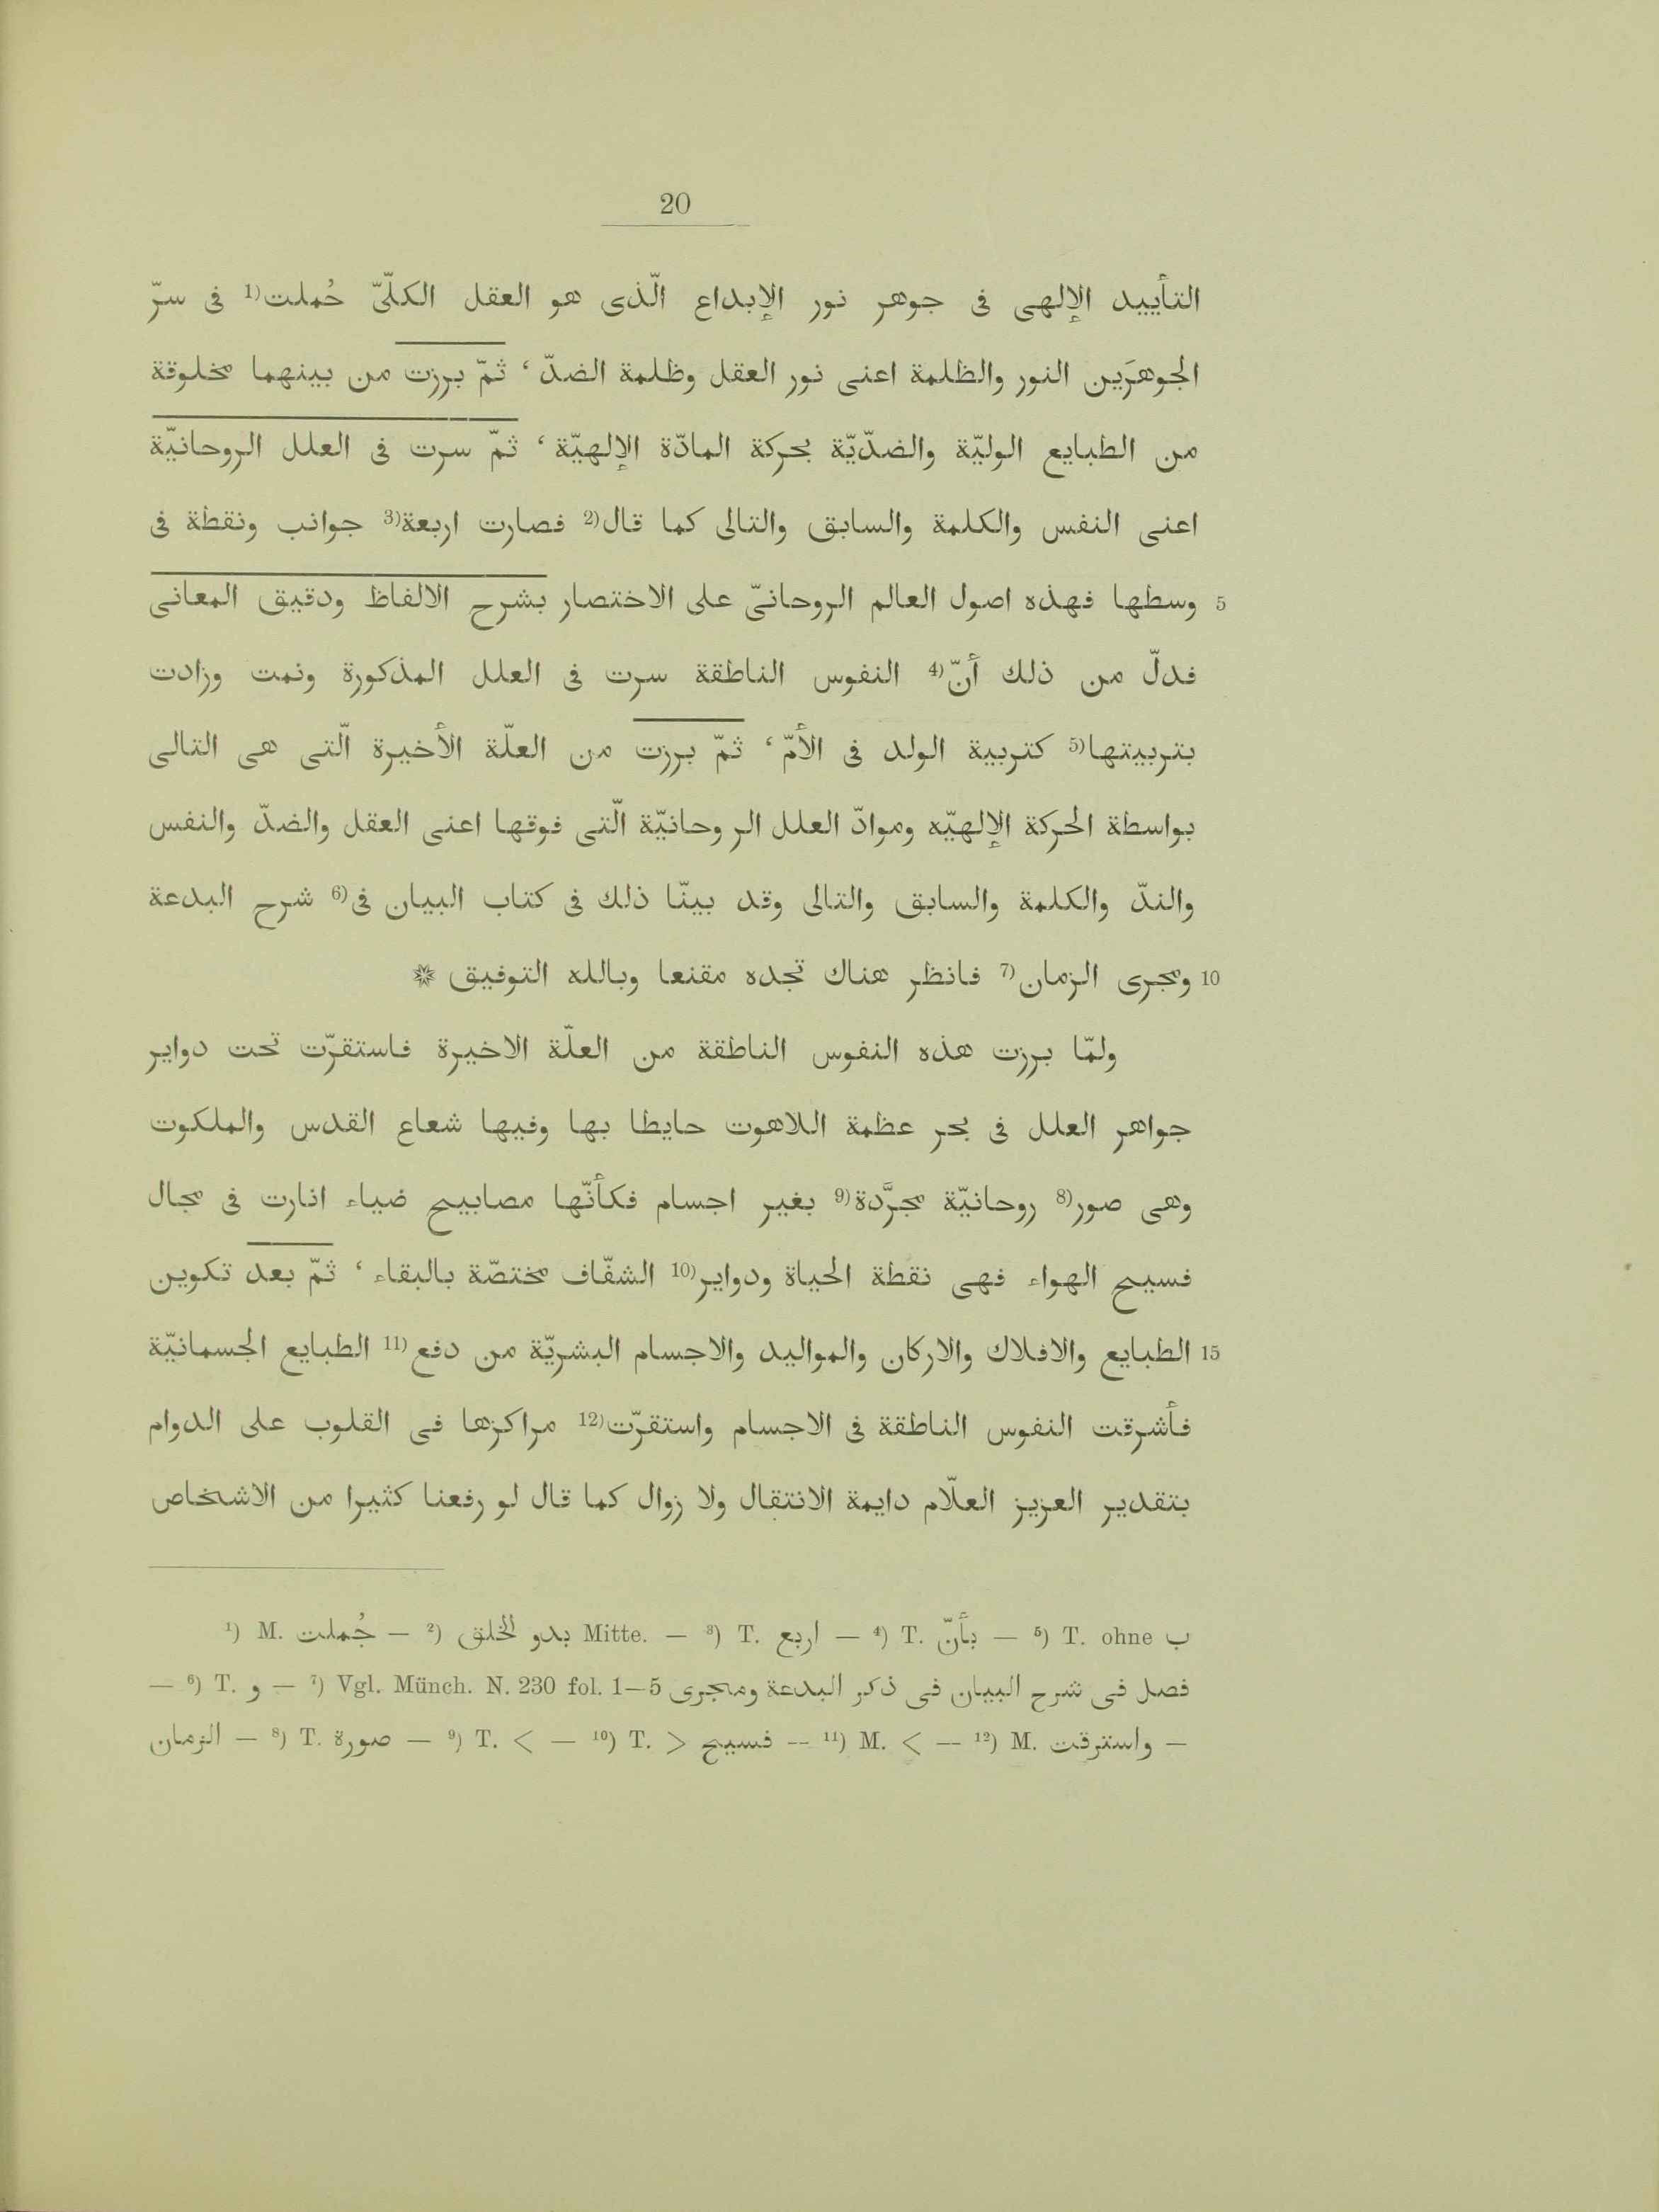 20
التأييد الإلهى فى جوهر نور الإبداع الّذى هو العقل الكلّىّ حُملت(1 فى سرّ
الجوهرَين النور والظلمة اعنى نور العقل وظلمة الضدّ ، ثمّ برزت من بينهما مخلوقة
من الطبايع الوليّة والضدّيّة بحركة المادّة الإلهيّة ، ثمّ سرت فى العلل الروحانيّة
اعنى النفس والكلمة والسابق والتالى كما قال(2 فصارت اربعة(3 جوانب ونقطة فى
5 وسطها فهذه اصول العالم الروحانىّ على الاختصار بشرح الالفاظ ودقيق المعانى
فدلّ من ذلك أنّ(4 النفوس الناطقة سرت فى العلل المذكورة ونمت وزادت
بتربيتها(5 كتربية الولد فى الأمّ ، ثمّ برزت من العلّة الأخيرة الّتى هى التالى
بواسطة الحركة الإلهيّه وموادّ العلل الروحانيّة الّتى فوقها اعنى العقل والضدّ والنفس
والندّ والكلمة والسابق والتالى وقد بينّا ذلك فى كتاب البيان فى(6 شرح البدعة
10 ومجرى الزمان(7 فانظر هناك تجده مقنعا وبالله التوفيق *
ولمّا برزت هذه النفوس الناطقة من العلّة الاخيرة فاستقرّت تحت دواير
جواهر العلل فى بحر عظمة اللاهوت حايطا بها وفيها شعاع القدس والملكوت
وهى صور(8 روحانيّة مجرَّدة(9 بغير اجسام فكأنّها مصابيح ضياء انارت فى مجال
فسيح الهواء فهى نقطة الحياة ودواير(10 الشفّاف مختصّة بالبقاء ، ثمّ بعد تكوين
15 الطبايع والافلاك والاركان والمواليد والاجسام البشريّة من دفع(11 الطبايع الجسمانيّة
فأشرقت النفوس الناطقة فى الاجسام واستقرّت(12 مراكزها فى القلوب على الدوام
بتقدير العزيز العلّام دايمة الانتقال ولا زوال كما قال لو رفعنا كثيرا من الاشخاص
1) M. جُملت — 2) بدو الخلق Mitte. — 3) T. اربع — 4) T. بأنّ — 5) T. ohne ب
— 6) T. و — 7) Vgl. Münch. N. 230 fol. 1—5 فصل فى شرح البيان فى ذكر البدعة ومجرى
الزمان — 8) T. صورة — 9) T. < — 10) T. > فسيح -- 11) M. < — 12) M. واسترقت —